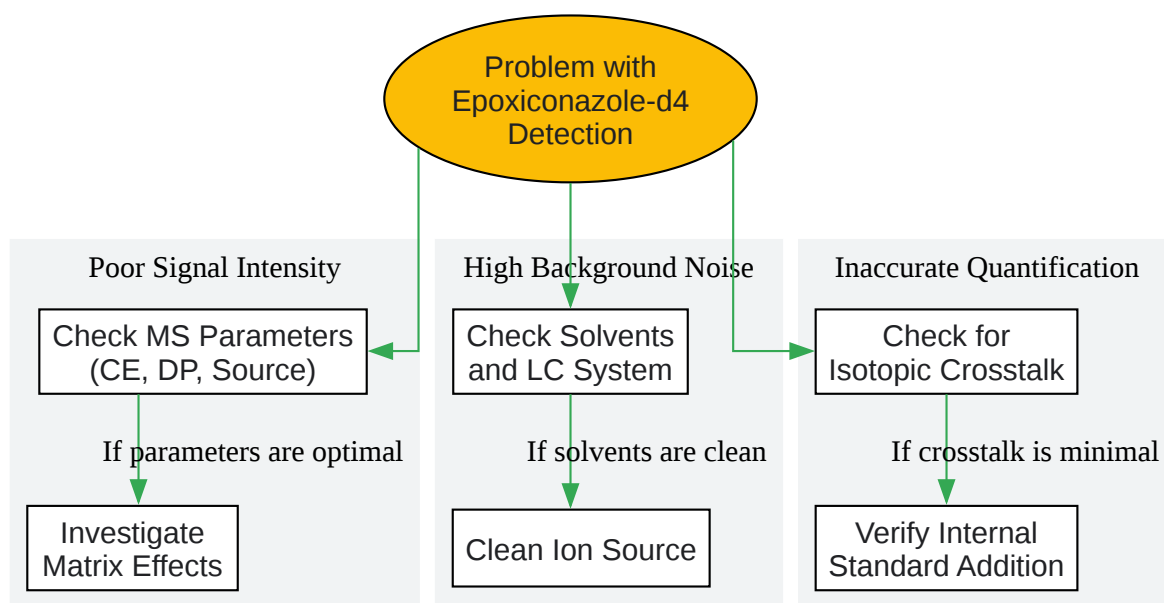 Problem with
Epoxiconazole-d4
Detection
Poor Signal Intensity
Check MS Parameters
(CE, DP, Source)
If parameters are optimal
Investigate
Matrix Effects
High Background Noise
Check Solvents
and LC System
If solvents are clean
Clean Ion Source
Inaccurate Quantification
Check for
Isotopic Crosstalk
If crosstalk is minimal
Verify Internal
Standard Addition